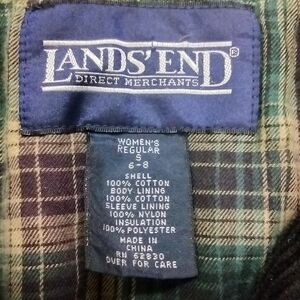 LANDS' END®
DIRECT MERCHANTS
WOMEN'S
REGULAR
S
6-8
SHELL
100% COTTON
BODY LINING
100% COTTON
SLEEVE LINING
100% NYLON
INSULATION
100% POLYESTER
MADE IN
CHINA
RN 62830
OVER FOR CARE